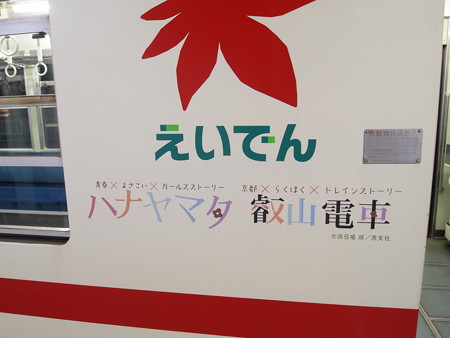 えいでん
青春×よさこい×ガールズストーリー
ハナヤマタ
京都×らくほく×トレインストーリー
叡山電車
©浜弓場 双／芳文社